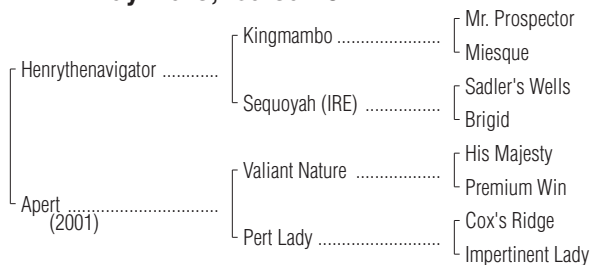 Kingmambo
Mr. Prospector
Miesque
Henrythenavigator
Sequoyah (IRE)
Sadler's Wells
Brigid
Valiant Nature
His Majesty
Premium Win
Apert
(2001)
Pert Lady
Cox's Ridge
Impertinent Lady